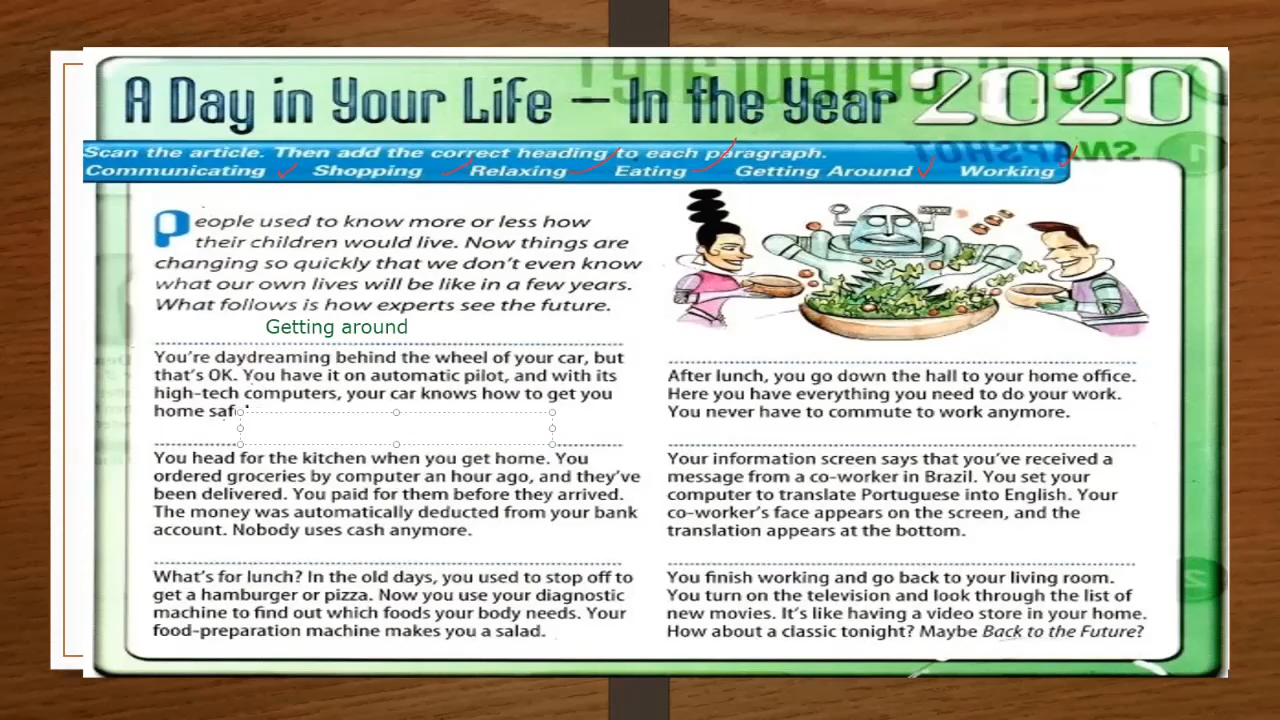 A Day in Your Life – In the Year 2020
Scan the article. Then add the correct heading to each paragraph.
Communicating Shopping Relaxing Eating Getting Around Working
People used to know more or less how
their children would live. Now things are
changing so quickly that we don't even know
what our own lives will be like in a few years.
What follows is how experts see the future.
Getting around
You're daydreaming behind the wheel of your car, but
that's OK. You have it on automatic pilot, and with its
high-tech computers, your car knows how to get you
home
You head for the kitchen when you get home. You
ordered groceries by computer an hour ago, and they've
been delivered. You paid for them before they arrived.
The money was automatically deducted from your bank
account. Nobody uses cash anymore.
What's for lunch? In the old days, you used to stop off to
get a hamburger or pizza. Now you use your diagnostic
machine to find out which foods your body needs. Your
food-preparation machine makes you a salad.
After lunch, you go down the hall to your home office.
Here you have everything you need to do your work.
You never have to commute to work anymore.
Your information screen says that you've received a
message from a co-worker in Brazil. You set your
computer to translate Portuguese into English. Your
co-worker's face appears on the screen, and the
translation appears at the bottom.
You finish working and go back to your living room.
You turn on the television and look through the list of
new movies. It's like having a video store in your home.
How about a classic tonight? Maybe Back to the Future?